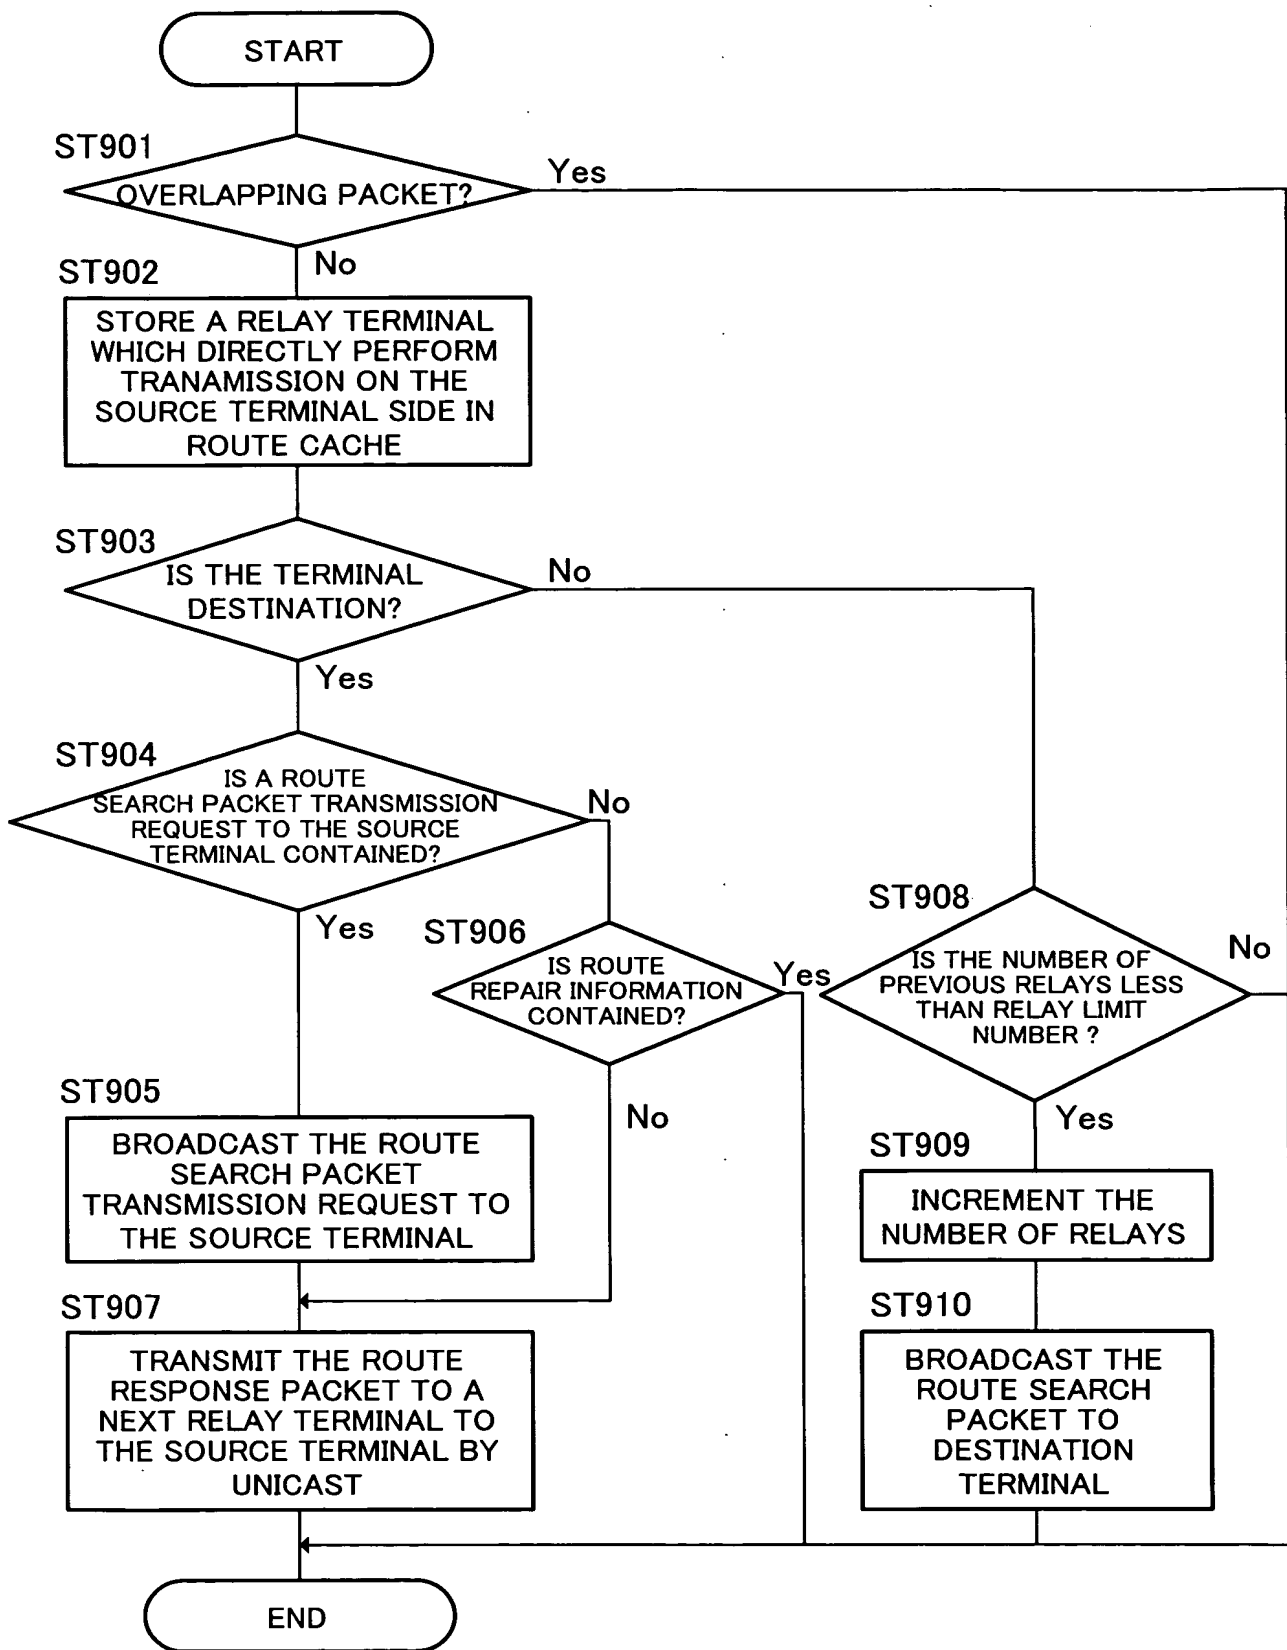 START
ST901
OVERLAPPING PACKET?
Yes
No
ST902
STORE A RELAY TERMINAL
WHICH DIRECTLY PERFORM
TRANAMISSION ON THE
SOURCE TERMINAL SIDE IN
ROUTE CACHE
ST903
IS THE TERMINAL
DESTINATION?
No
Yes
ST904
IS A ROUTE
SEARCH PACKET TRANSMISSION
REQUEST TO THE SOURCE
TERMINAL CONTAINED?
No
Yes
ST906
IS ROUTE
REPAIR INFORMATION
CONTAINED?
Yes
No
ST908
IS THE NUMBER OF
PREVIOUS RELAYS LESS
THAN RELAY LIMIT
NUMBER ?
No
Yes
ST905
BROADCAST THE ROUTE
SEARCH PACKET
TRANSMISSION REQUEST TO
THE SOURCE TERMINAL
ST909
INCREMENT THE
NUMBER OF RELAYS
ST907
TRANSMIT THE ROUTE
RESPONSE PACKET TO A
NEXT RELAY TERMINAL TO
THE SOURCE TERMINAL BY
UNICAST
ST910
BROADCAST THE
ROUTE SEARCH
PACKET TO
DESTINATION
TERMINAL
END